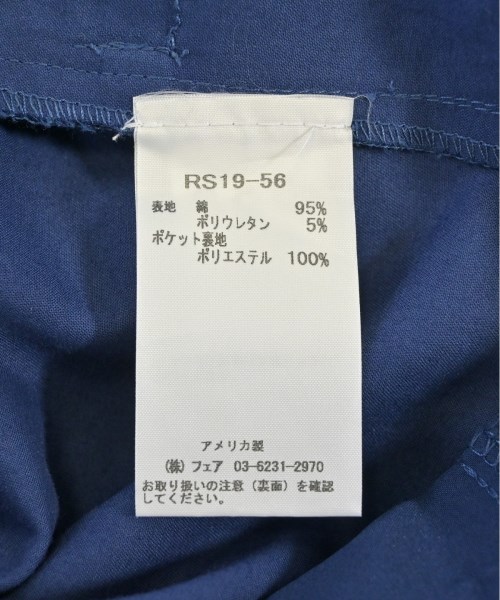 RS19-56
表地 綿 95%
ポリウレタン 5%
ポケット裏地
ポリエステル 100%
アメリカ製
(株) フェア 03-6231-2970
お取り扱いの注意 (裏面) を確認
してください。